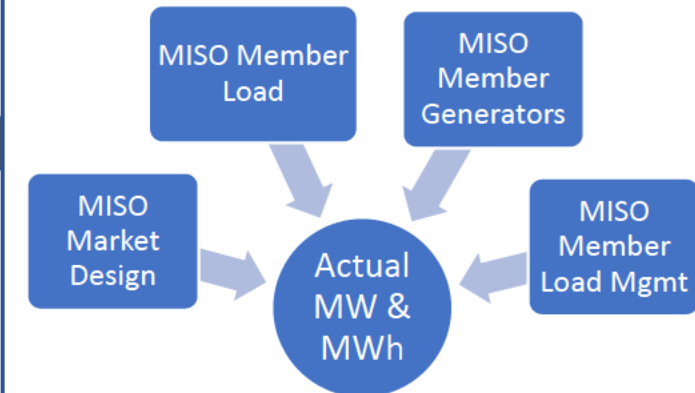 MISO Member
Load
MISO
Member
Generators
MISO
Market
Design
MISO
Member
Load Mgmt
Actual
MW &
MWh